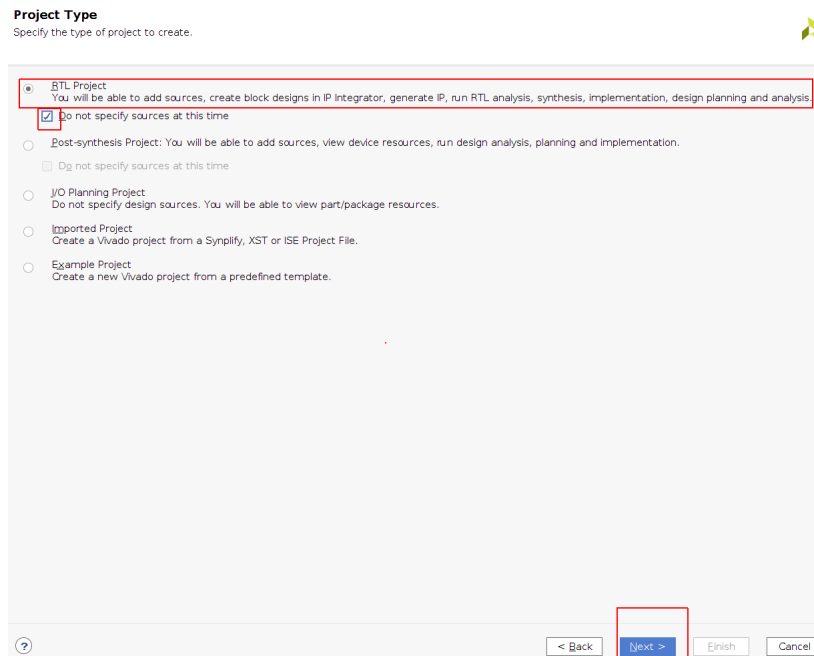 Project Type
Specify the type of project to create.
RTL Project
You will be able to add sources, create block designs in IP Integrator, generate IP, run RTL analysis, synthesis, implementation, design planning and analysis.
Do not specify sources at this time
Post-synthesis Project: You will be able to add sources, view device resources, run design analysis, planning and implementation.
Do not specify sources at this time
I/O Planning Project
Do not specify design sources. You will be able to view part/package resources.
Imported Project
Create a Vivado project from a Synplify, XST or ISE Project File.
Example Project
Create a new Vivado project from a predefined template.
?
< Back
Next >
Finish
Cancel